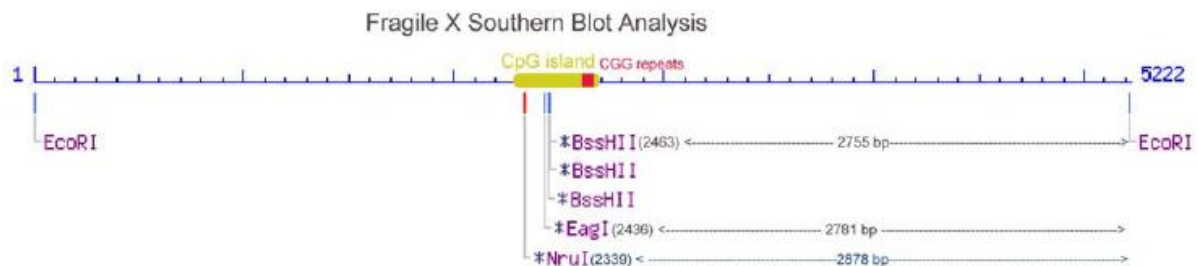 Fragile X Southern Blot Analysis
CpG island CGG repeats
1 5222
EcoRI *BssHII(2463) <--- 2755 bp ---> EcoRI
*BssHII
*BssHII
*EagI(2436) <--- 2781 bp --->
*NruI(2339) <--- 2878 bp --->